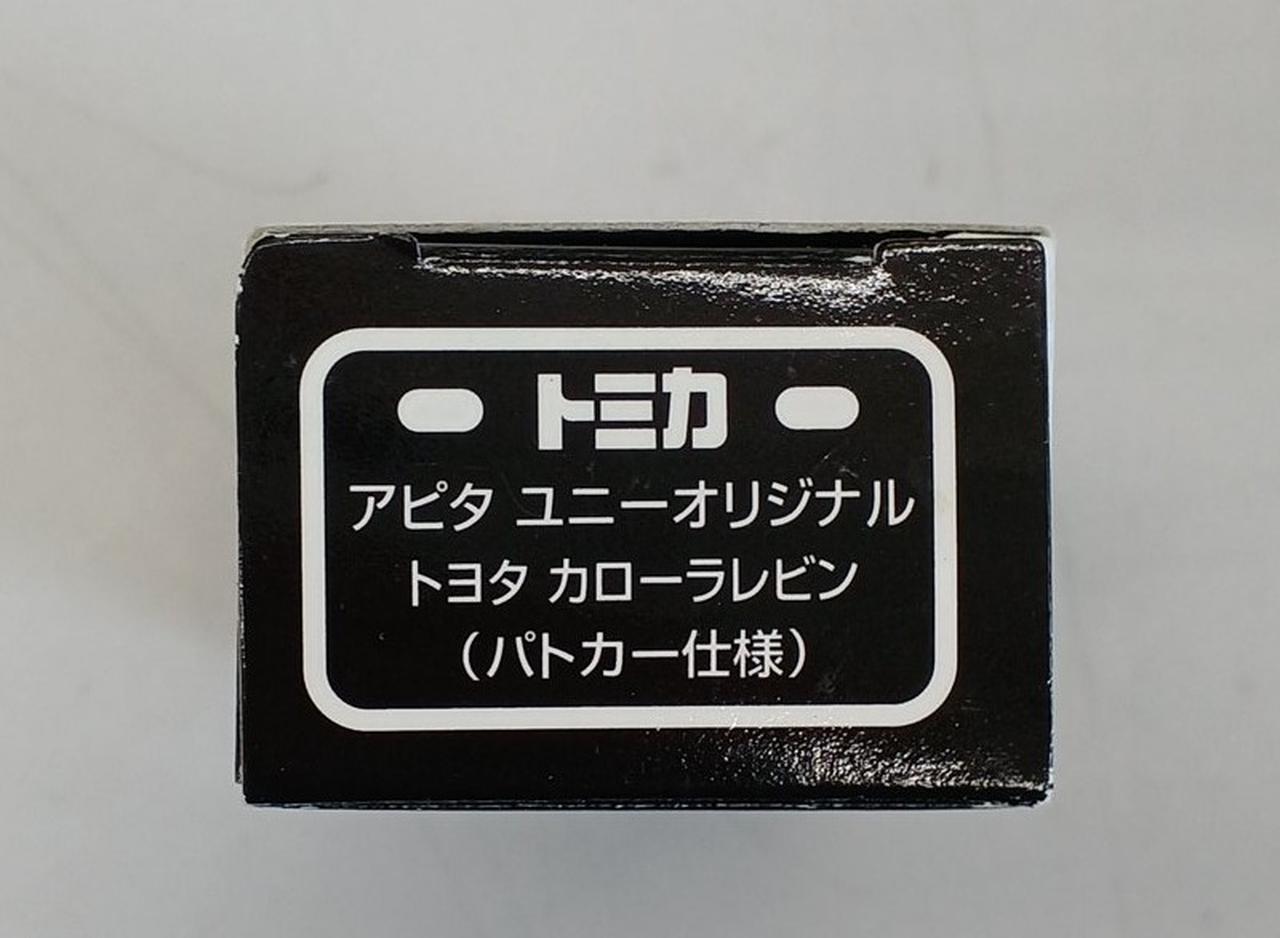 トミカ
アピタ ユニーオリジナル
トヨタ カローラレビン
（パトカー仕様）